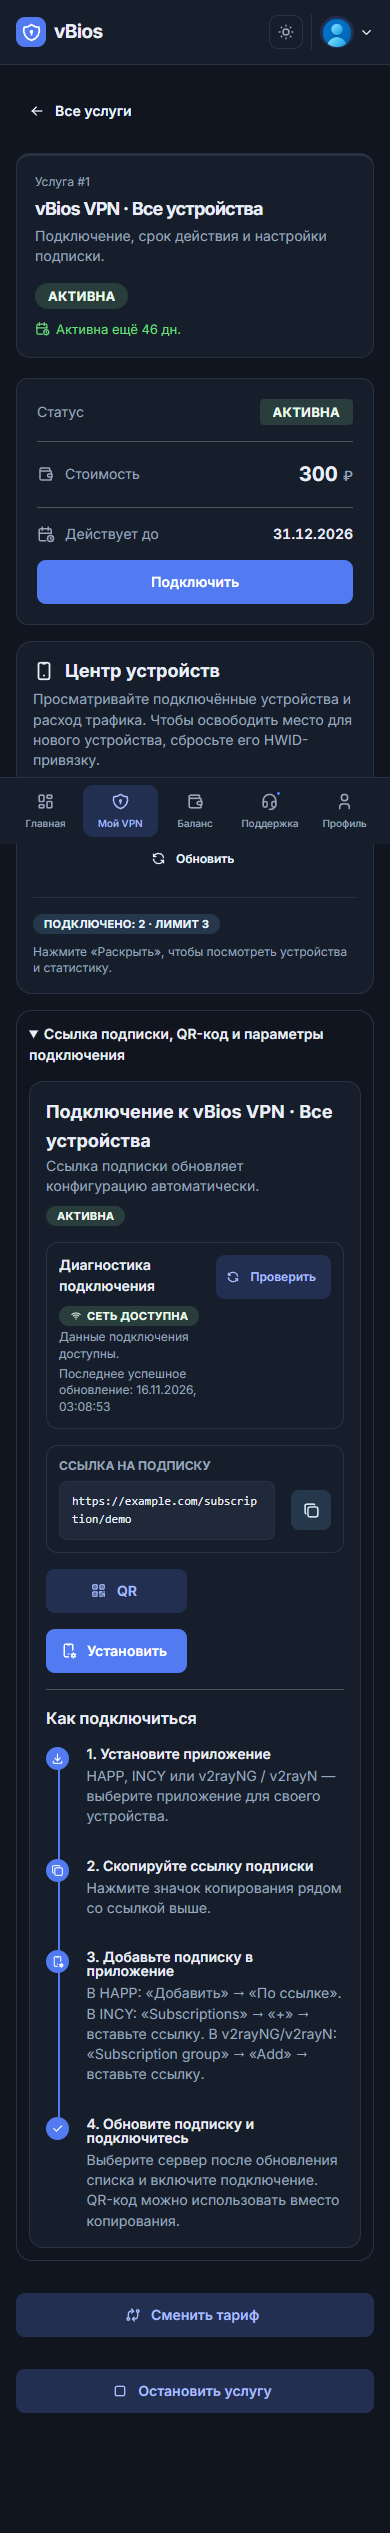 vBios
Все услуги
Услуга #1
vBios VPN · Все устройства
Подключение, срок действия и настройки
подписки.
АКТИВНА
Активна ещё 46 дн.
Статус
АКТИВНА
Стоимость
300 ₽
Действует до
31.12.2026
Подключить
Центр устройств
Просматривайте подключённые устройства и
расход трафика. Чтобы освободить место для
нового устройства, сбросьте его HWID-
привязку.
Главная
Мой VPN
Баланс
Поддержка
Профиль
Обновить
ПОДКЛЮЧЕНО: 2 · ЛИМИТ 3
Нажмите «Раскрыть», чтобы посмотреть устройства
и статистику.
▼ Ссылка подписки, QR-код и параметры
подключения
Подключение к vBios VPN · Все
устройства
Ссылка подписки обновляет
конфигурацию автоматически.
АКТИВНА
Диагностика
подключения
Проверить
СЕТЬ ДОСТУПНА
Данные подключения
доступны.
Последнее успешное
обновление: 16.11.2026,
03:08:53
ССЫЛКА НА ПОДПИСКУ
https://example.com/subscrip
tion/demo
QR
Установить
Как подключиться
1. Установите приложение
HAPP, INCY или v2rayNG / v2rayN —
выберите приложение для своего
устройства.
2. Скопируйте ссылку подписки
Нажмите значок копирования рядом
со ссылкой выше.
3. Добавьте подписку в
приложение
В HAPP: «Добавить» → «По ссылке».
В INCY: «Subscriptions» → «+» →
вставьте ссылку. В v2rayNG/v2rayN:
«Subscription group» → «Add» →
вставьте ссылку.
4. Обновите подписку и
подключитесь
Выберите сервер после обновления
списка и включите подключение.
QR-код можно использовать вместо
копирования.
Сменить тариф
Остановить услугу